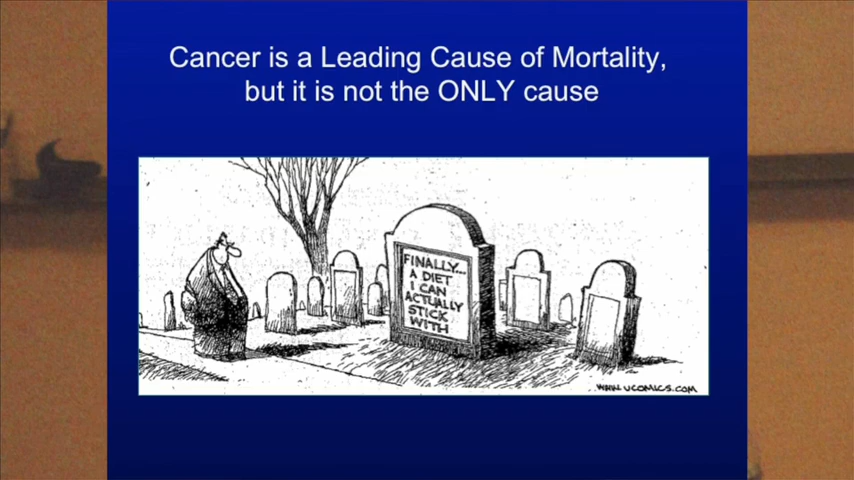 Cancer is a Leading Cause of Mortality,
but it is not the ONLY cause
FINALLY...
A DIET
I CAN
ACTUALLY
STICK
WITH
..WWW.UCOMICS.COM